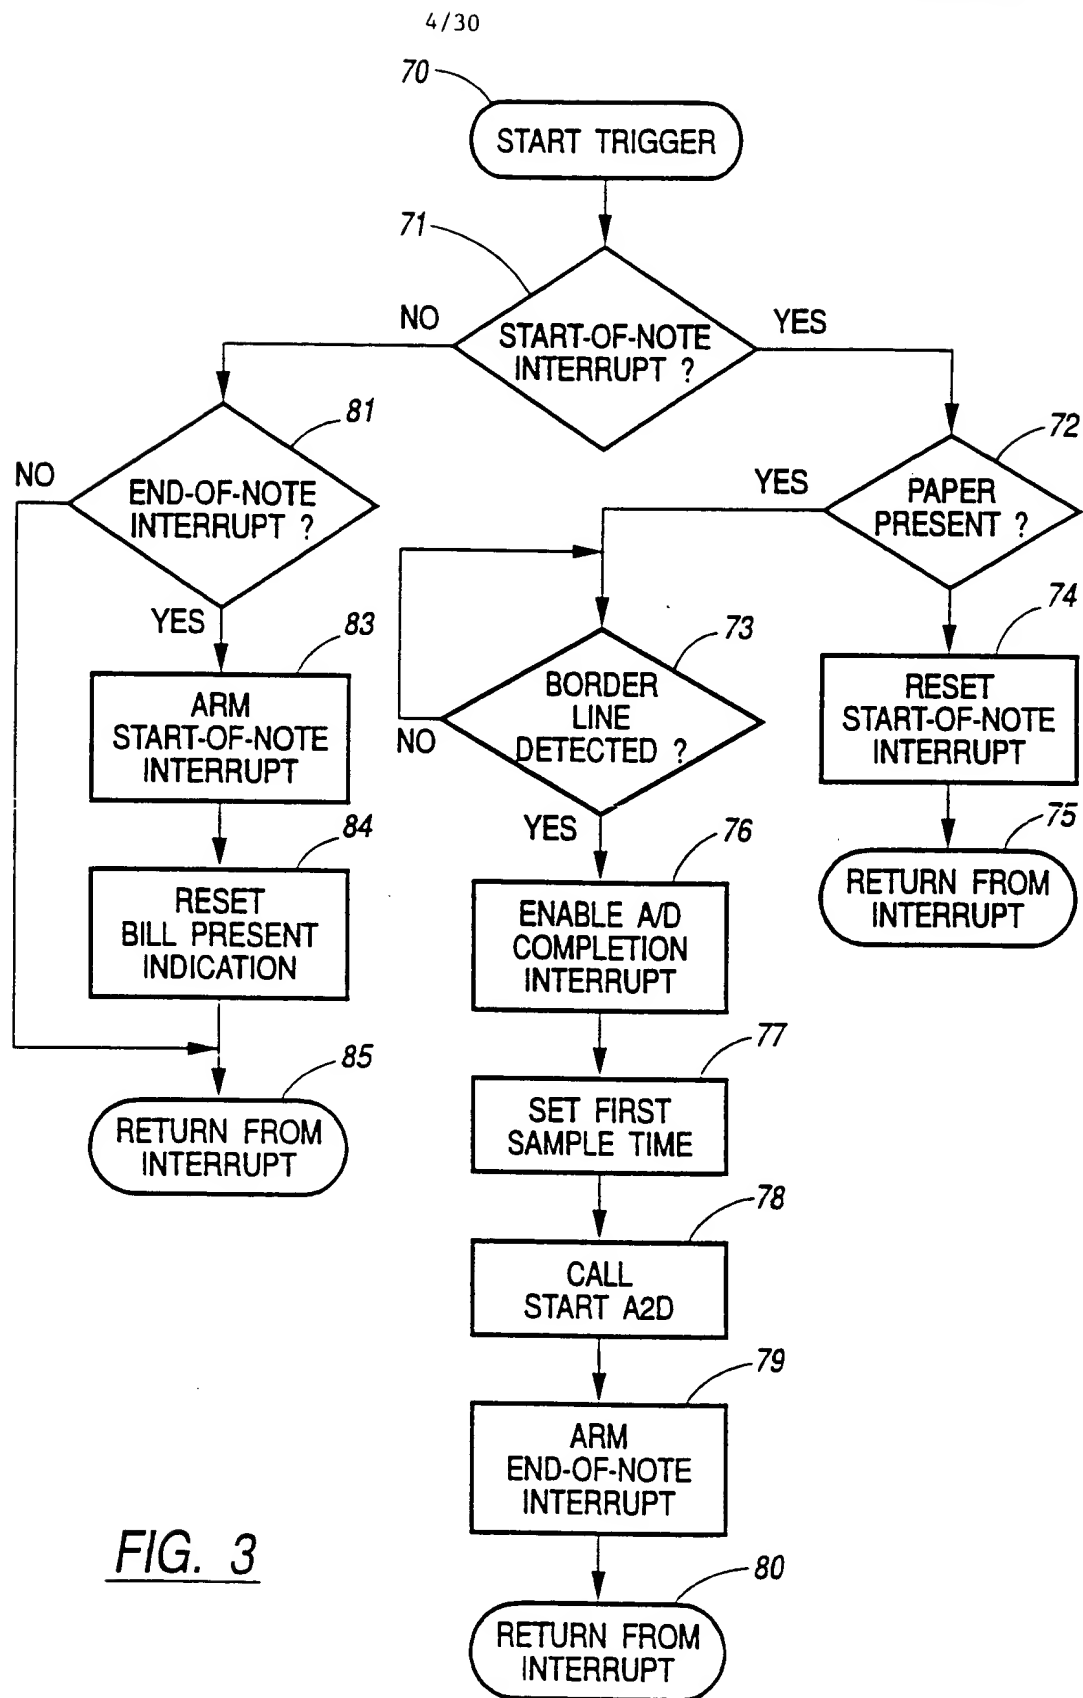 4/30
70
START TRIGGER
71
NO
YES
START-OF-NOTE
INTERRUPT ?
81
72
NO
END-OF-NOTE
INTERRUPT ?
YES
PAPER
PRESENT ?
YES
83
73
74
ARM
START-OF-NOTE
INTERRUPT
BORDER
LINE
DETECTED ?
NO
RESET
START-OF-NOTE
INTERRUPT
84
YES
76
75
RESET
BILL PRESENT
INDICATION
ENABLE A/D
COMPLETION
INTERRUPT
RETURN FROM
INTERRUPT
85
77
RETURN FROM
INTERRUPT
SET FIRST
SAMPLE TIME
78
CALL
START A2D
79
ARM
END-OF-NOTE
INTERRUPT
FIG. 3
80
RETURN FROM
INTERRUPT